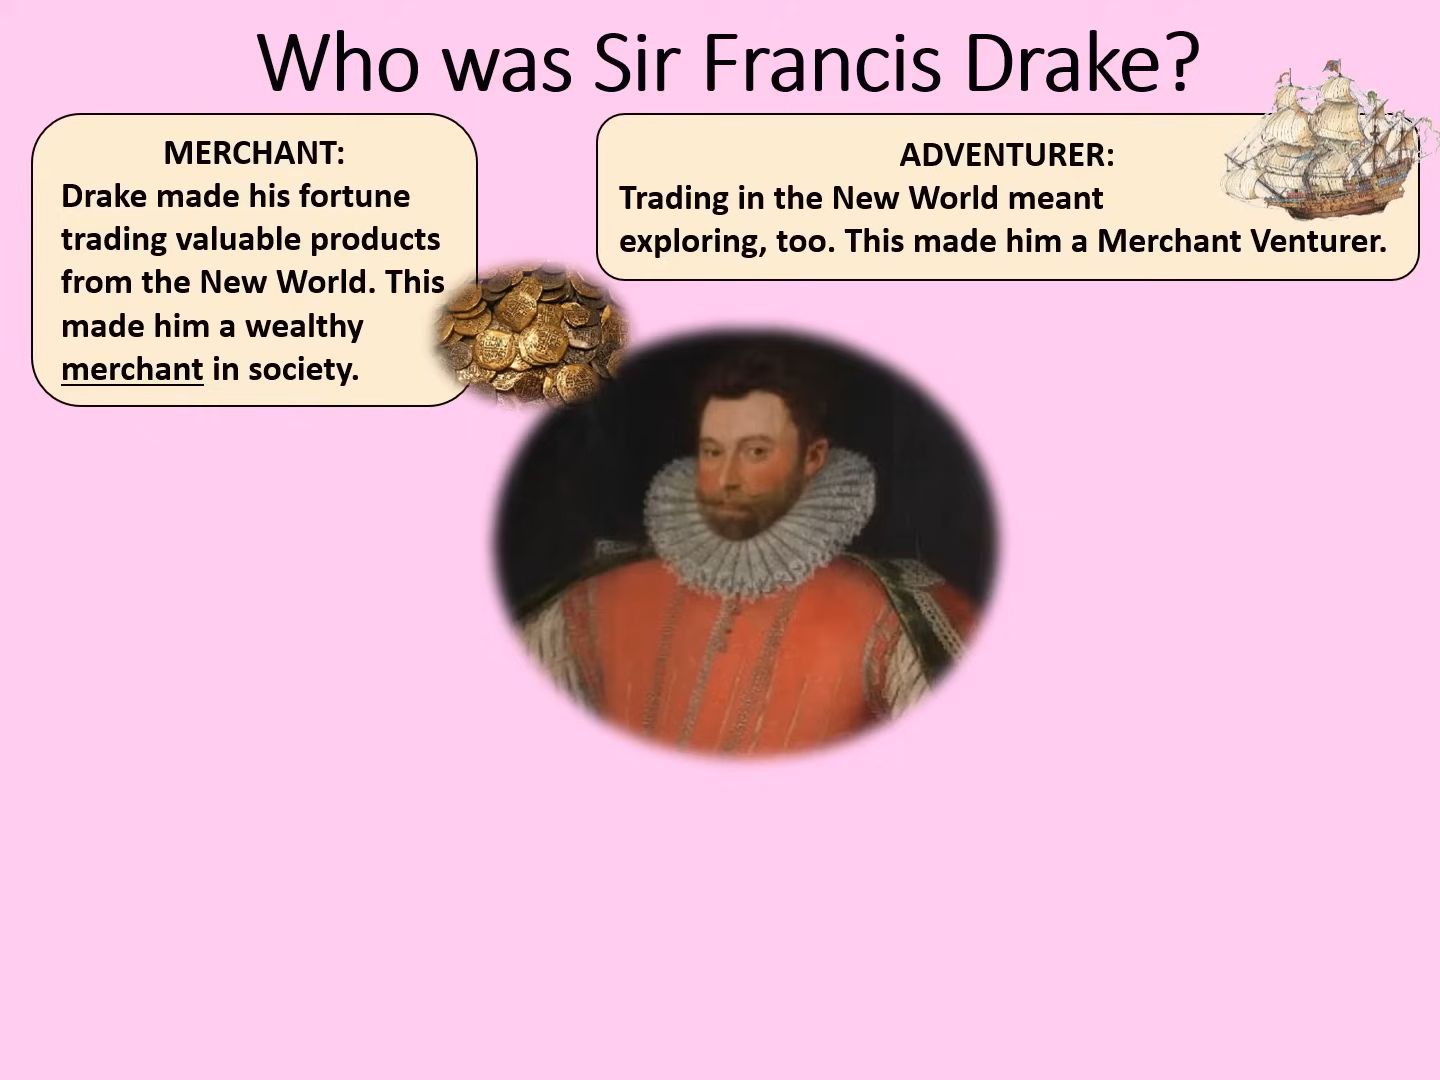 Who was Sir Francis Drake?
MERCHANT:
Drake made his fortune
trading valuable products
from the New World. This
made him a wealthy
merchant in society.
ADVENTURER:
Trading in the New World meant
exploring, too. This made him a Merchant Venturer.